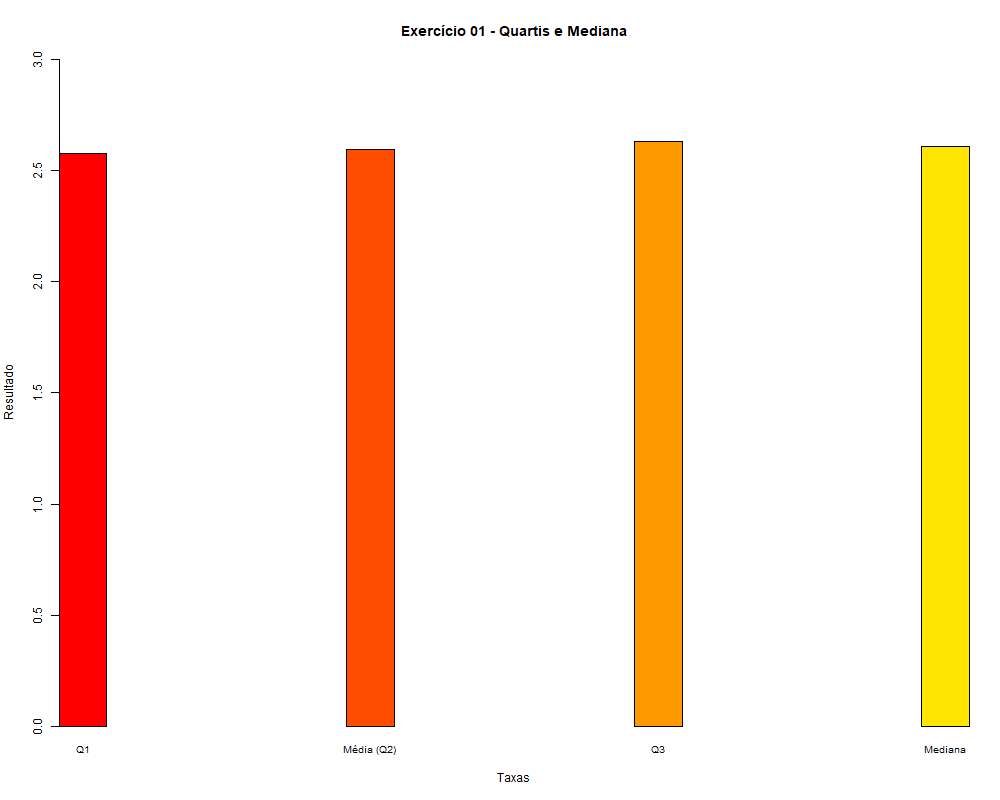 Exercício 01 - Quartis e Mediana
3.0
2.5
2.0
1.5
1.0
0.5
0.0
Resultado
Q1
Média (Q2)
Q3
Mediana
Taxas